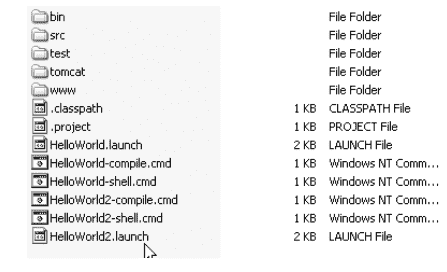 bin File Folder
src File Folder
test File Folder
tomcat File Folder
www File Folder
.classpath 1 KB CLASSPATH File
.project 1 KB PROJECT File
HelloWorld.launch 2 KB LAUNCH File
HelloWorld-compile.cmd 1 KB Windows NT Comm...
HelloWorld-shell.cmd 1 KB Windows NT Comm...
HelloWorld2-compile.cmd 1 KB Windows NT Comm...
HelloWorld2-shell.cmd 1 KB Windows NT Comm...
HelloWorld2.launch 2 KB LAUNCH File